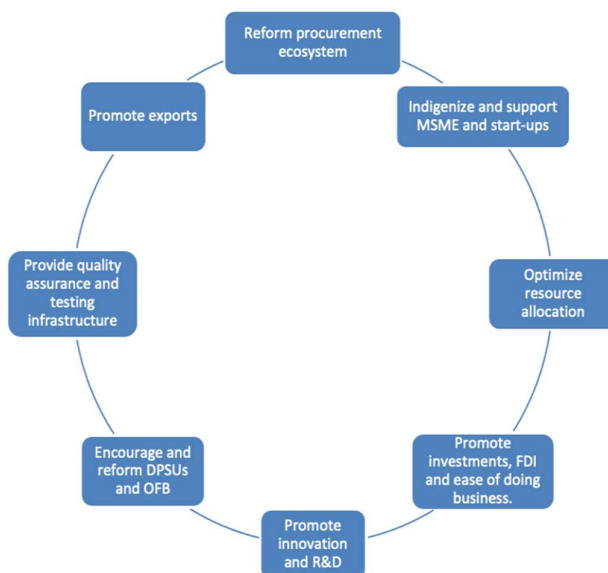 Reform procurement
ecosystem
Indigenize and support
MSME and start-ups
Optimize
resource
allocation
Promote
investments, FDI
and ease of doing
business.
Promote
innovation
and R&D
Encourage and
reform DPSUs
and OFB
Provide quality
assurance and
testing
infrastructure
Promote exports